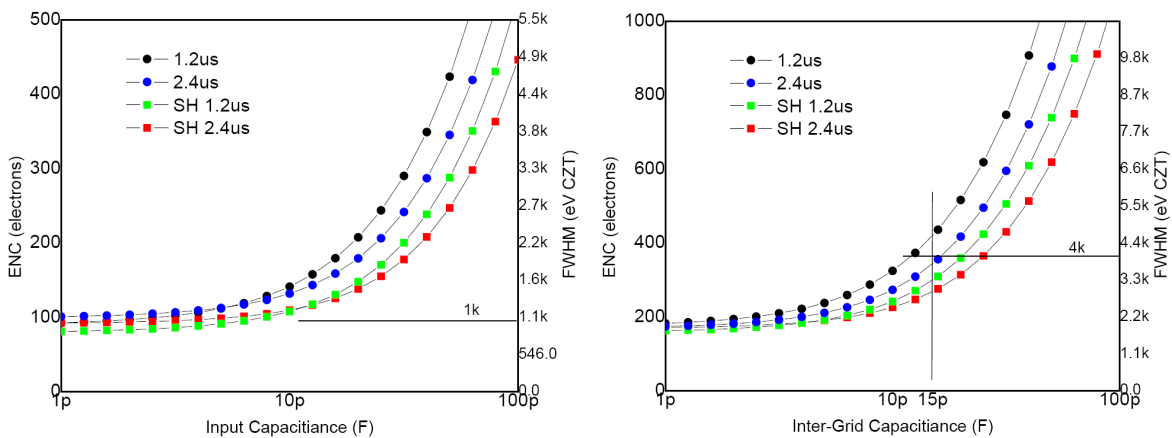 500
400
300
200
100
0
ENC (electrons)
1.2us
2.4us
SH 1.2us
SH 2.4us
1k
5.5k
4.9k
4.4k
3.8k
3.3k
2.7k
2.2k
1.6k
1.1k
546.0
0.0
FWHM (eV CZT)
1p
10p
100p
Input Capacitiance (F)
1000
800
600
400
200
0
ENC (electrons)
1.2us
2.4us
SH 1.2us
SH 2.4us
4k
9.8k
8.7k
7.7k
6.6k
5.5k
4.4k
3.3k
2.2k
1.1k
0.0
FWHM (eV CZT)
1p
10p
15p
100p
Inter-Grid Capacitance (F)